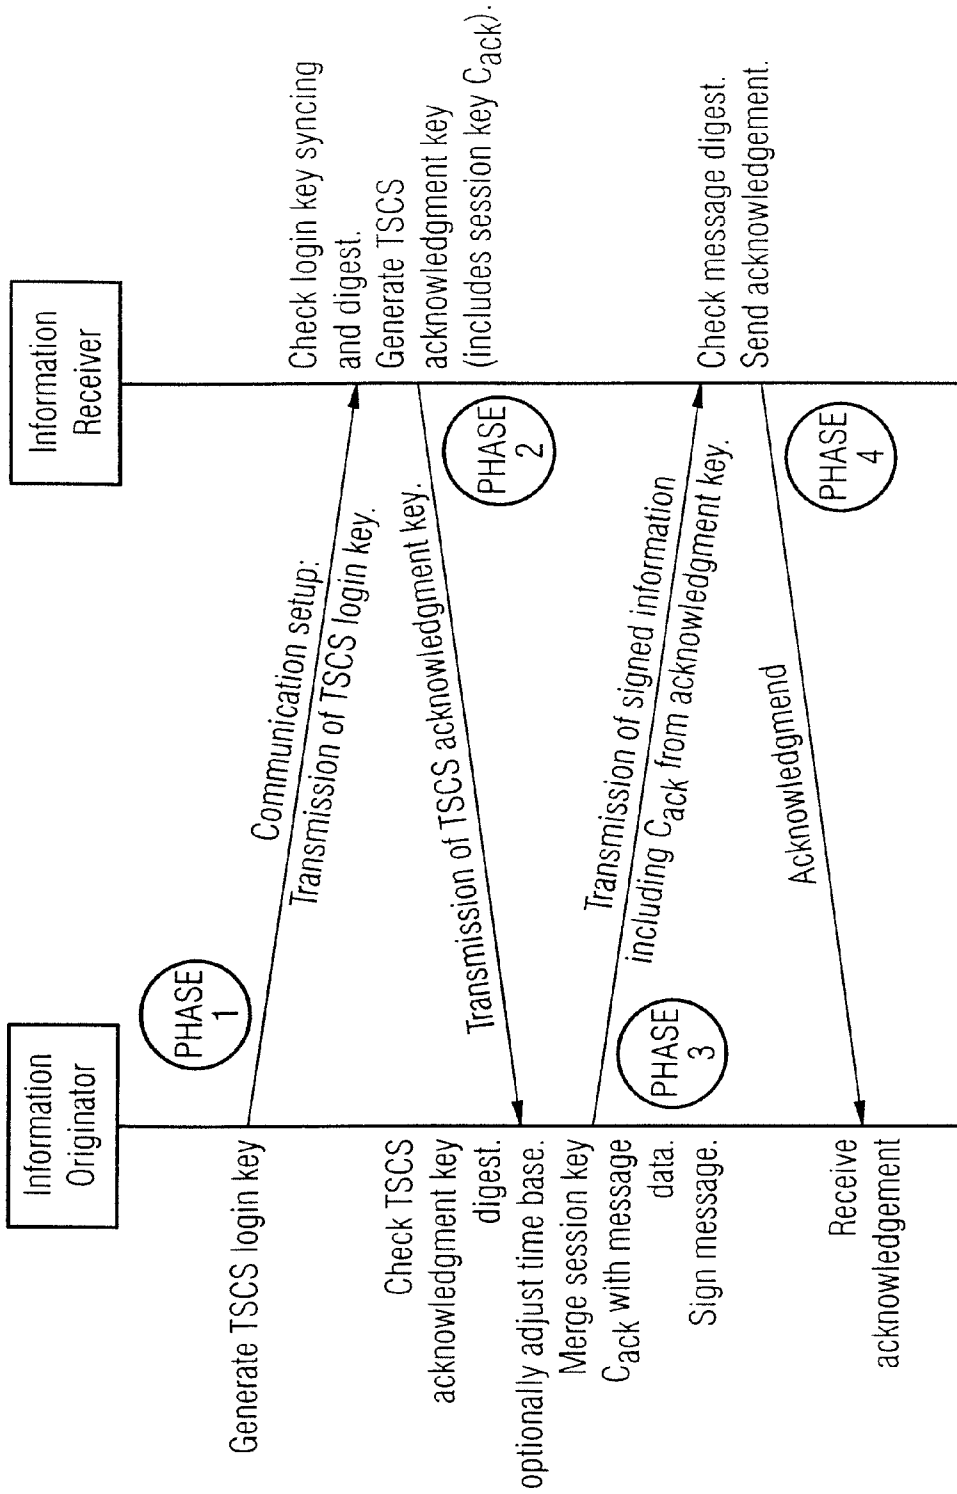 Information
Originator
Information
Receiver
Generate TSCS login key
PHASE
1
Communication setup:
Transmission of TSCS login key.
Check login key syncing
and digest.
Generate TSCS
acknowledgment key
(includes session key Cack).
PHASE
2
Transmission of TSCS acknowledgment key.
Check TSCS
acknowledgment key
digest.
optionally adjust time base.
Merge session key
Cack with message
data.
Sign message.
PHASE
3
Transmission of signed information
including Cack from acknowledgment key.
Check message digest.
Send acknowledgement.
PHASE
4
Acknowledgmend
Receive
acknowledgement